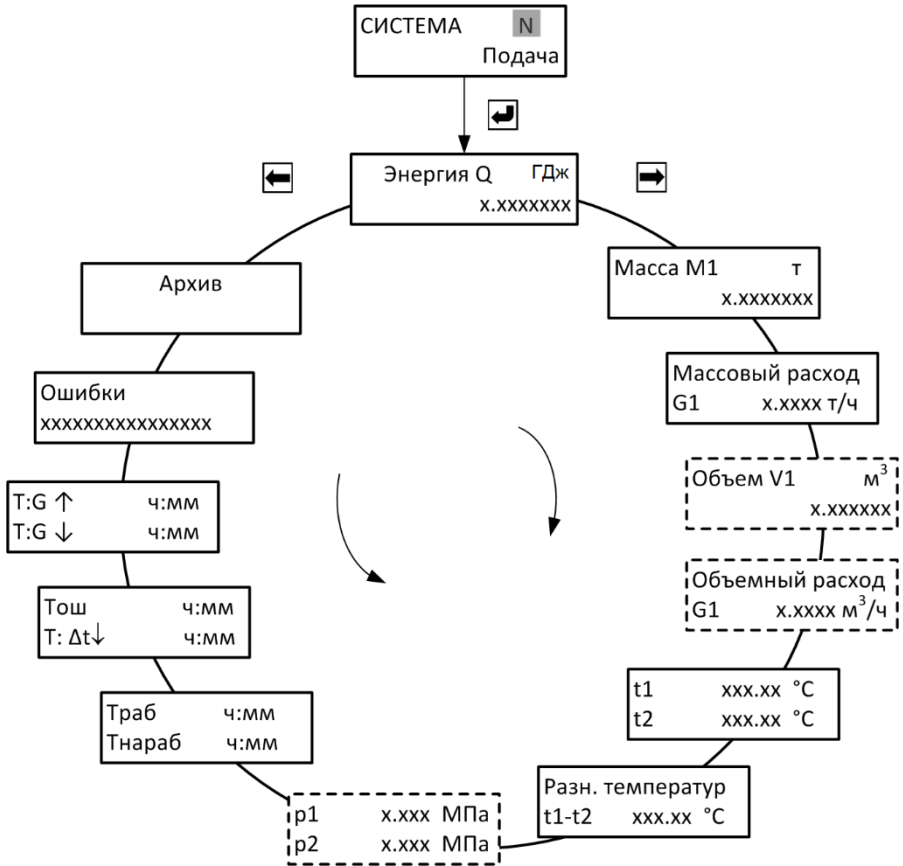 СИСТЕМА N
Подача
Энергия Q ГДж
x.xxxxxxx
Масса М1 т
x.xxxxxxx
Массовый расход
G1 x.xxxx т/ч
Объем V1 м³
x.xxxxxx
Объемный расход
G1 x.xxxx м³/ч
t1 xxx.xx °C
t2 xxx.xx °C
Разн. температур
t1-t2 xxx.xx °C
p1 x.xxx МПа
p2 x.xxx МПа
Траб ч:мм
Тнараб ч:мм
Тош ч:мм
T: Δt↓ ч:мм
T:G ↑ ч:мм
T:G ↓ ч:мм
Ошибки
xxxxxxxxxxxxxxxx
Архив